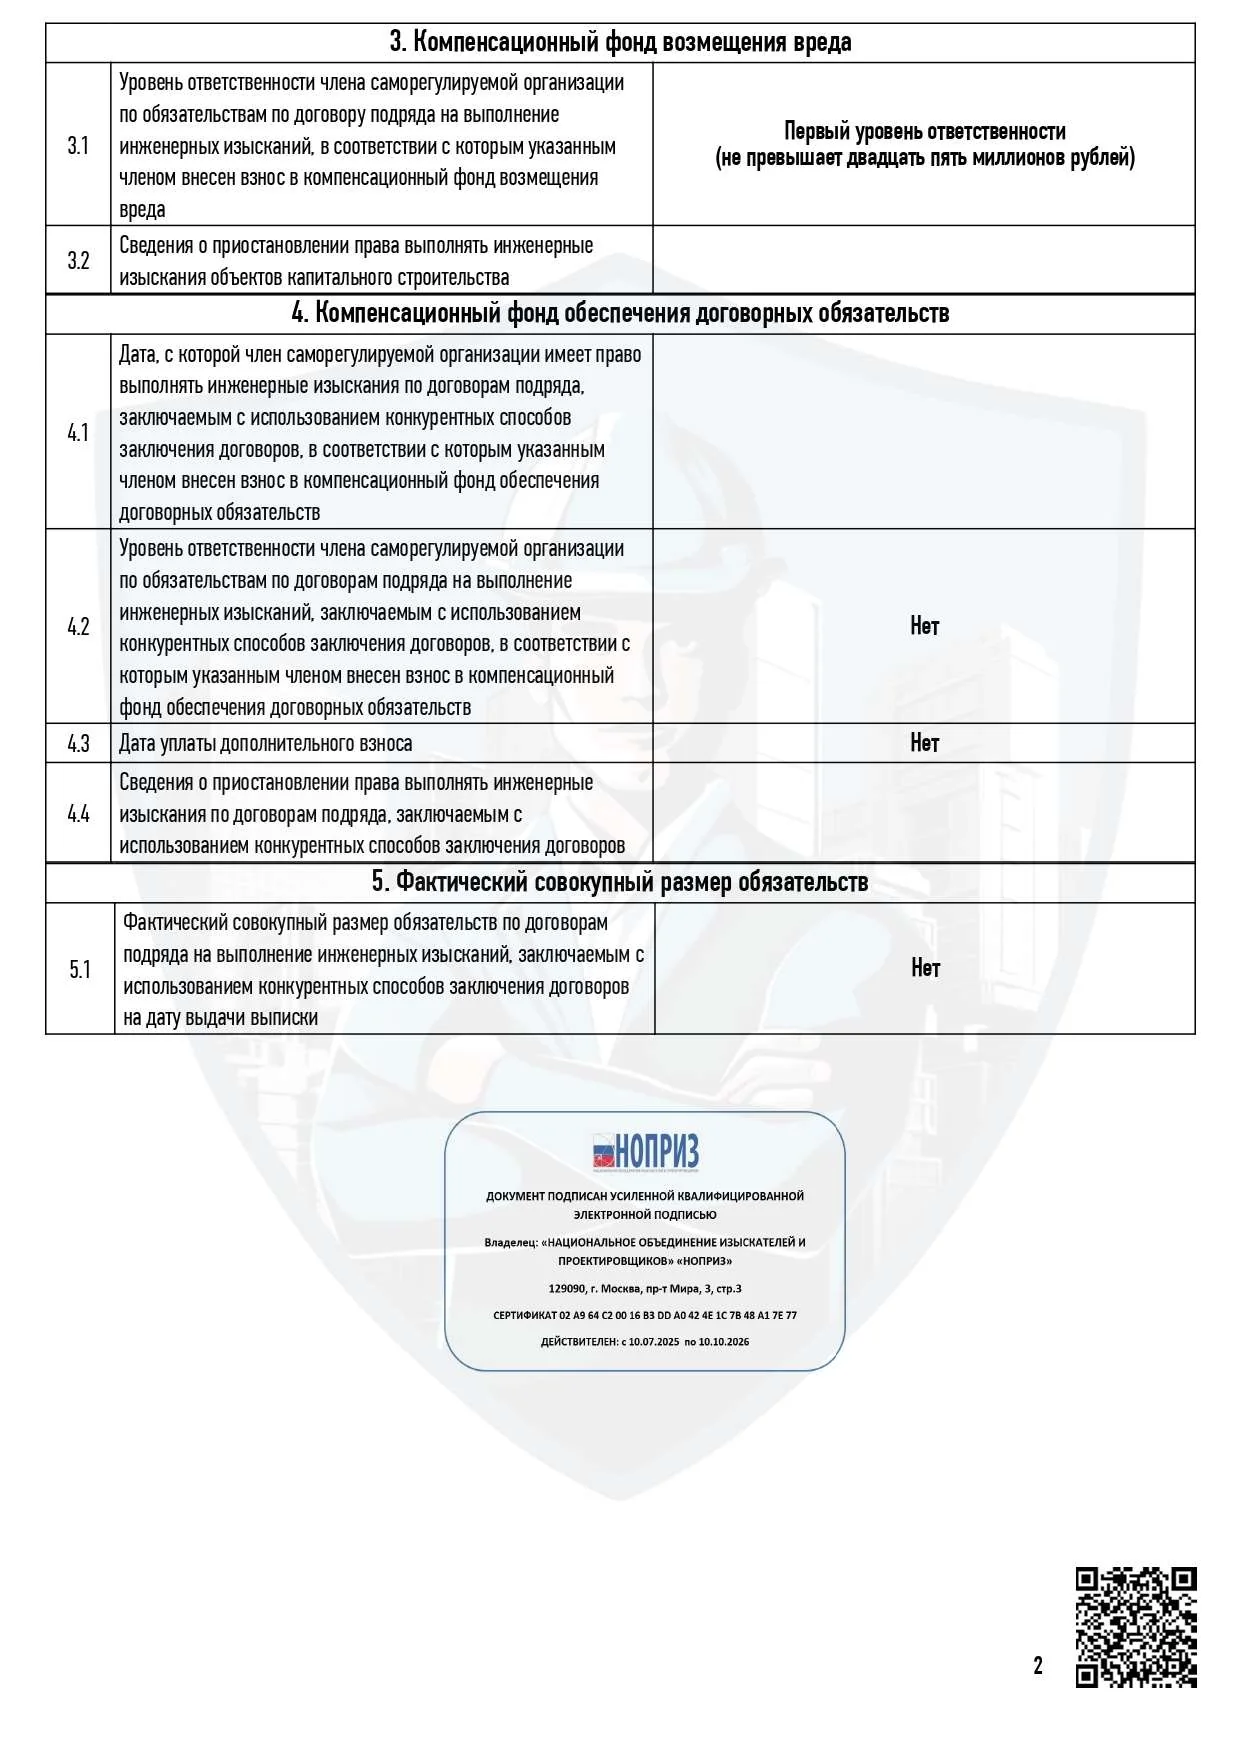 3. Компенсационный фонд возмещения вреда
3.1
Уровень ответственности члена саморегулируемой организации
по обязательствам по договору подряда на выполнение
инженерных изысканий, в соответствии с которым указанным
членом внесен взнос в компенсационный фонд возмещения
вреда
Первый уровень ответственности
(не превышает двадцать пять миллионов рублей)
3.2
Сведения о приостановлении права выполнять инженерные
изыскания объектов капитального строительства
4. Компенсационный фонд обеспечения договорных обязательств
4.1
Дата, с которой член саморегулируемой организации имеет право
выполнять инженерные изыскания по договорам подряда,
заключаемым с использованием конкурентных способов
заключения договоров, в соответствии с которым указанным
членом внесен взнос в компенсационный фонд обеспечения
договорных обязательств
4.2
Уровень ответственности члена саморегулируемой организации
по обязательствам по договорам подряда на выполнение
инженерных изысканий, заключаемым с использованием
конкурентных способов заключения договоров, в соответствии с
которым указанным членом внесен взнос в компенсационный
фонд обеспечения договорных обязательств
Нет
4.3
Дата уплаты дополнительного взноса
Нет
4.4
Сведения о приостановлении права выполнять инженерные
изыскания по договорам подряда, заключаемым с
использованием конкурентных способов заключения договоров
5. Фактический совокупный размер обязательств
5.1
Фактический совокупный размер обязательств по договорам
подряда на выполнение инженерных изысканий, заключаемым с
использованием конкурентных способов заключения договоров
на дату выдачи выписки
Нет
НОПРИЗ
ДОКУМЕНТ ПОДПИСАН УСИЛЕННОЙ КВАЛИФИЦИРОВАННОЙ
ЭЛЕКТРОННОЙ ПОДПИСЬЮ
Владелец: «НАЦИОНАЛЬНОЕ ОБЪЕДИНЕНИЕ ИЗЫСКАТЕЛЕЙ И
ПРОЕКТИРОВЩИКОВ» «НОПРИЗ»
129090, г. Москва, пр-т Мира, 3, стр.3
СЕРТИФИКАТ 02 A9 64 C2 00 16 B3 DD A0 42 4E 1C 7B 48 A1 7E 77
ДЕЙСТВИТЕЛЕН: с 10.07.2025 по 10.10.2026
2